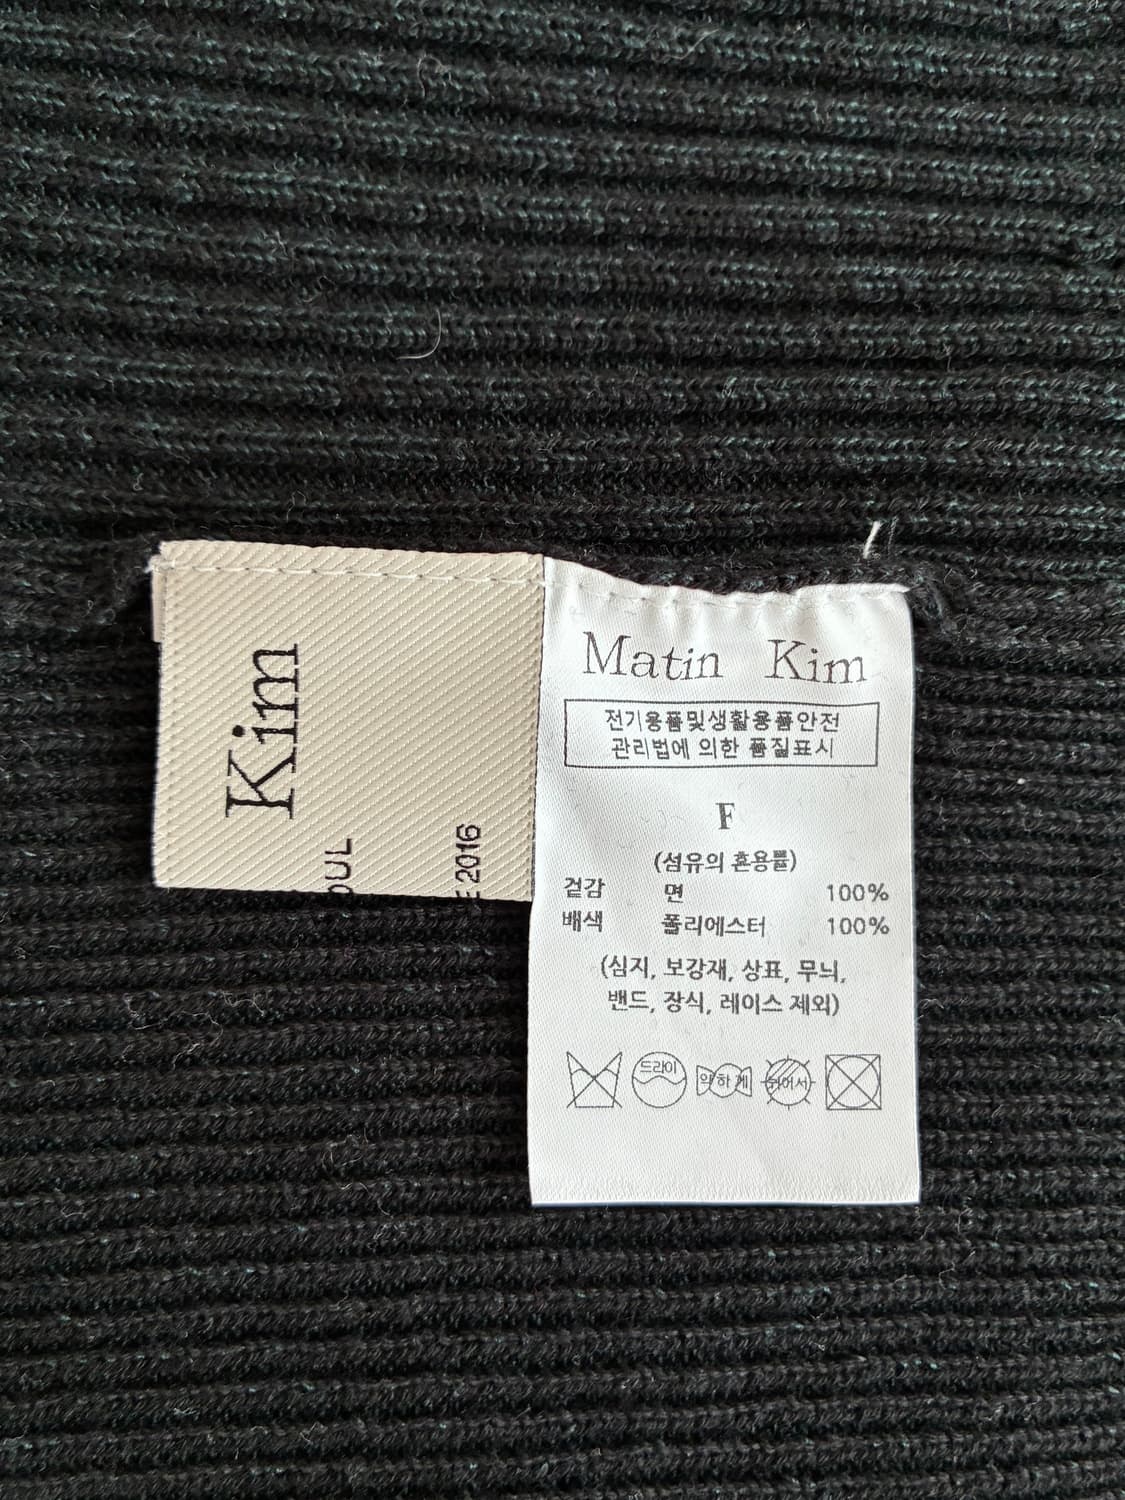 Kim
OUL
E 2016
Matin Kim
전기용품및생활용품안전
관리법에 의한 품질표시
F
(섬유의 혼용률)
겉감 면 100%
배색 폴리에스터 100%
(심지, 보강재, 상표, 무늬,
밴드, 장식, 레이스 제외)
드라이
약하게
뉘어서